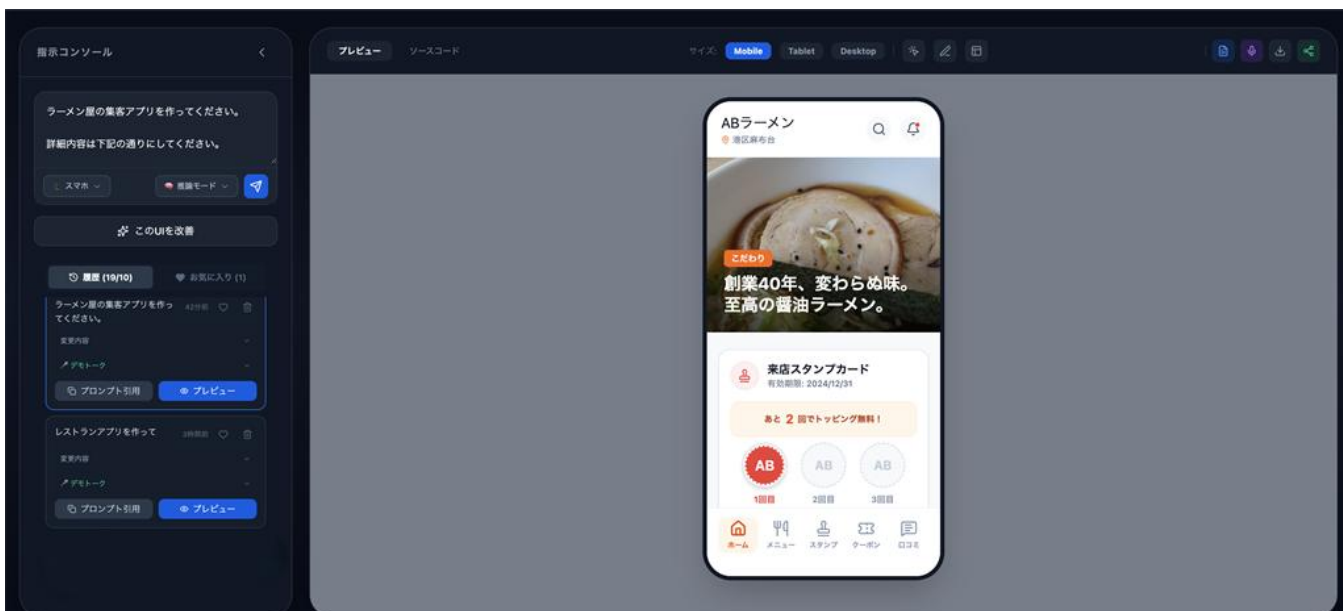 指示コンソール
ラーメン屋の集客アプリを作ってください。
詳細内容は下記の通りにしてください。
スマホ
推論モード
このUIを改善
履歴 (19/10)
お気に入り (1)
ラーメン屋の集客アプリを作っ
てください。
42分前
変更内容
デモトーク
プロンプト引用
プレビュー
レストランアプリを作って
変更内容
デモトーク
プロンプト引用
プレビュー
プレビュー
ソースコード
サイズ:
Mobile
Tablet
Desktop
ABラーメン
港区麻布台
こだわり
創業40年、変わらぬ味。
至高の醤油ラーメン。
来店スタンプカード
有効期限: 2024/12/31
あと 2 回でトッピング無料！
AB
AB
AB
1回目
2回目
3回目
ホーム
メニュー
スタンプ
クーポン
口コミ